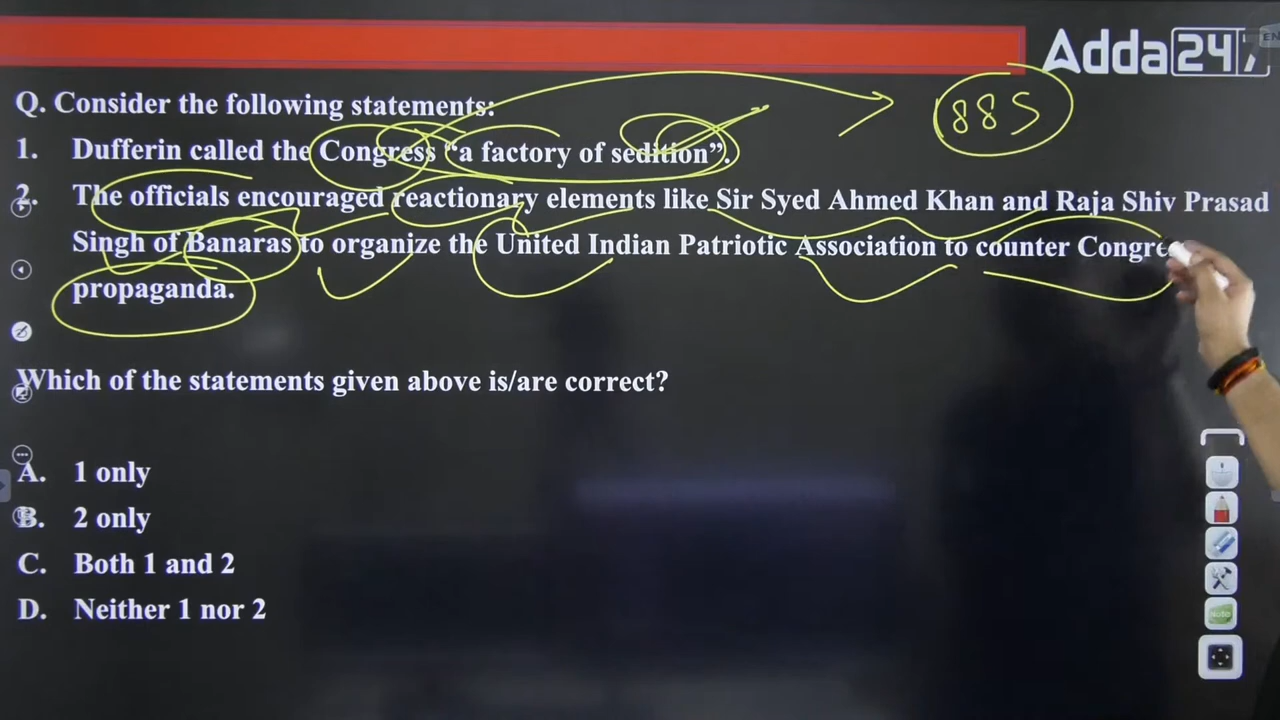 Adda247
EN
Q. Consider the following statements:
885
1. Dufferin called the Congress “a factory of sedition”.
2. The officials encouraged reactionary elements like Sir Syed Ahmed Khan and Raja Shiv Prasad
Singh of Banaras to organize the United Indian Patriotic Association to counter Congre
propaganda.
Which of the statements given above is/are correct?
A. 1 only
B. 2 only
C. Both 1 and 2
D. Neither 1 nor 2